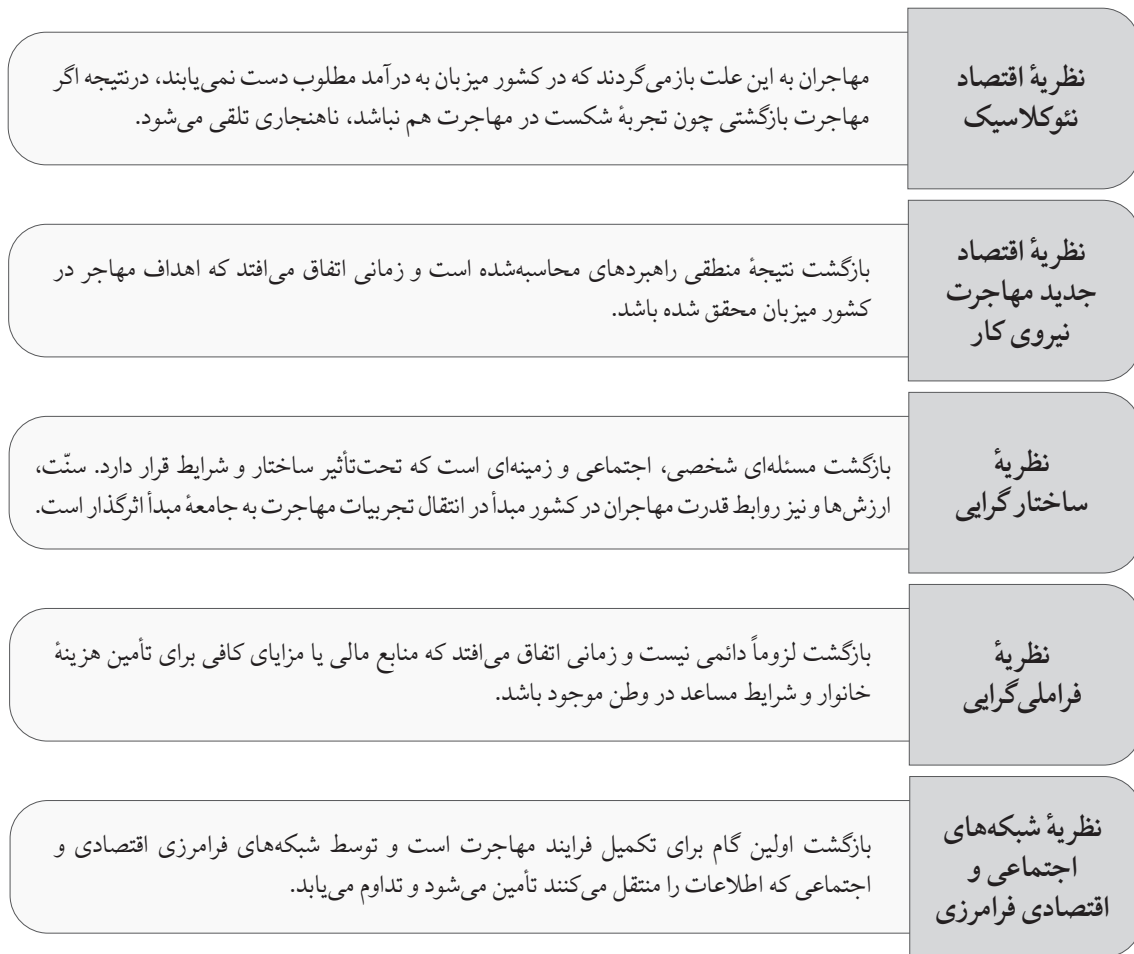 نظریهٔ اقتصاد
نئوکلاسیک
مهاجران به این علت بازمی‌گردند که در کشور میزبان به درآمد مطلوب دست نمی‌یابند، درنتیجه اگر
مهاجرت بازگشتی چون تجربهٔ شکست در مهاجرت هم نباشد، ناهنجاری تلقی می‌شود.
نظریهٔ اقتصاد
جدید مهاجرت
نیروی کار
بازگشت نتیجهٔ منطقی راهبردهای محاسبه‌شده است و زمانی اتفاق می‌افتد که اهداف مهاجر در
کشور میزبان محقق شده باشد.
نظریهٔ
ساختارگرایی
بازگشت مسئله‌ای شخصی، اجتماعی و زمینه‌ای است که تحت‌تأثیر ساختار و شرایط قرار دارد. سنّت،
ارزش‌ها و نیز روابط قدرت مهاجران در کشور مبدأ در انتقال تجربیات مهاجرت به جامعهٔ مبدأ اثرگذار است.
نظریهٔ
فراملی‌گرایی
بازگشت لزوماً دائمی نیست و زمانی اتفاق می‌افتد که منابع مالی یا مزایای کافی برای تأمین هزینهٔ
خانوار و شرایط مساعد در وطن موجود باشد.
نظریهٔ شبکه‌های
اجتماعی و
اقتصادی فرامرزی
بازگشت اولین گام برای تکمیل فرایند مهاجرت است و توسط شبکه‌های فرامرزی اقتصادی و
اجتماعی که اطلاعات را منتقل می‌کنند تأمین می‌شود و تداوم می‌یابد.